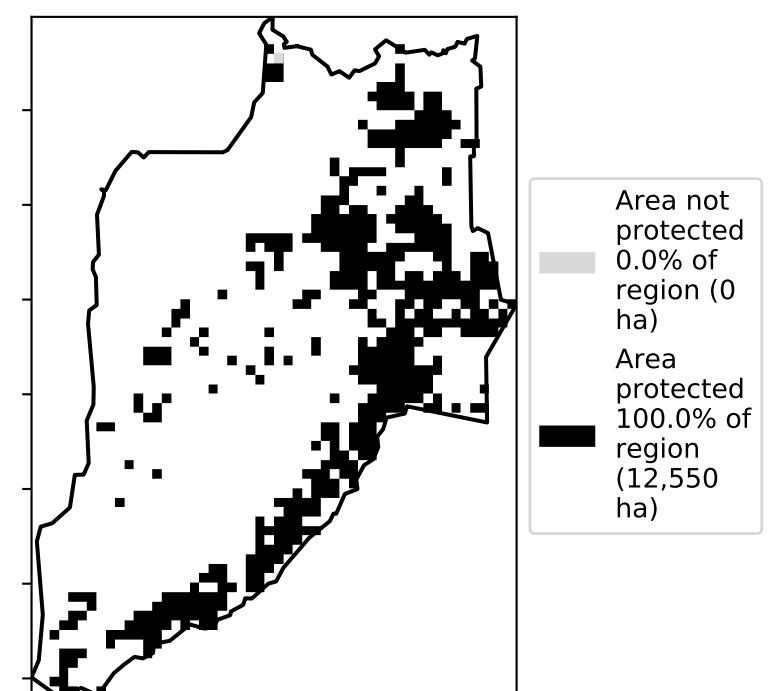 Area not
protected
0.0% of
region (0
ha)
Area
protected
100.0% of
region
(12,550
ha)